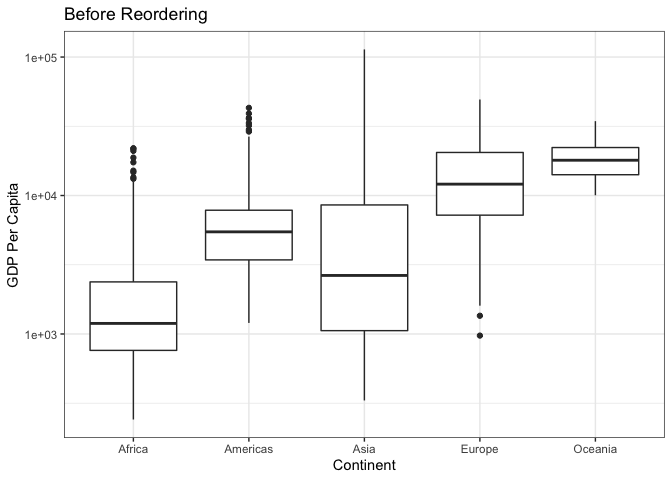 Before Reordering
1e+05
1e+04
1e+03
GDP Per Capita
Africa Americas Asia Europe Oceania
Continent